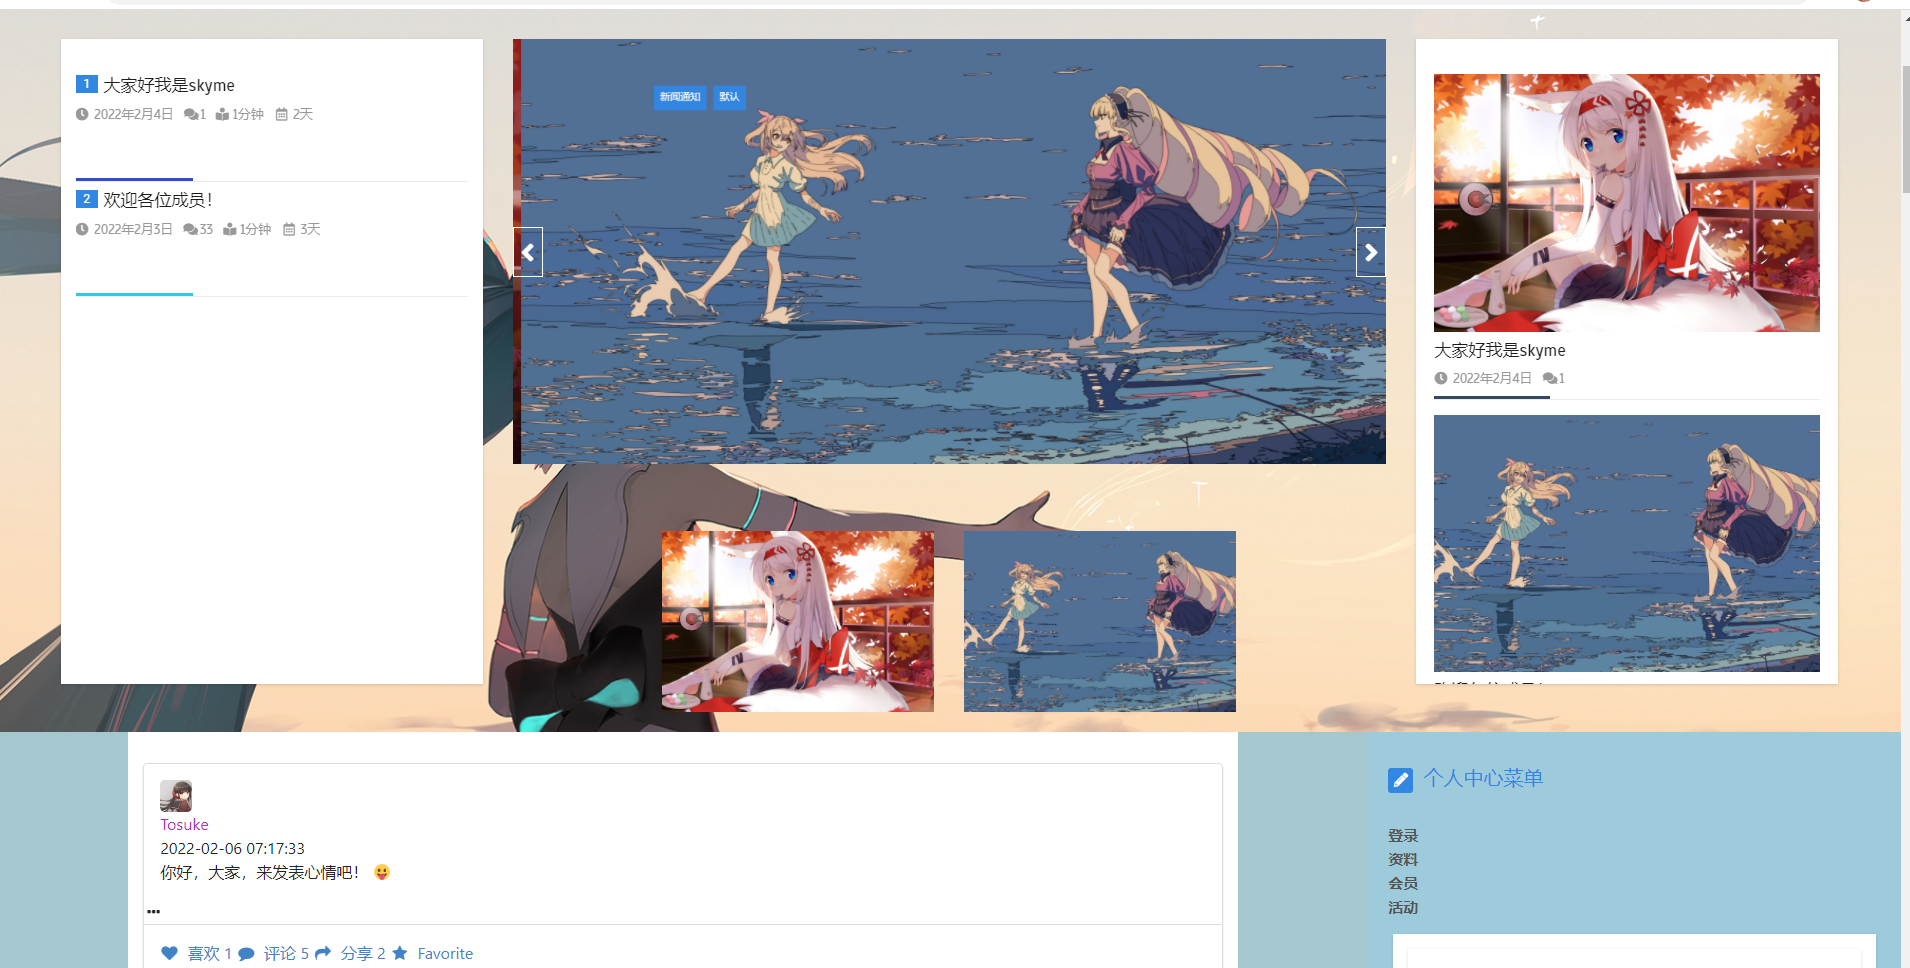 1 大家好我是skyme
2022年2月4日 1 1分钟 2天
2 欢迎各位成员！
2022年2月3日 33 1分钟 3天
新闻通知 默认
大家好我是skyme
2022年2月4日 1
Tosuke
2022-02-06 07:17:33
你好，大家，来发表心情吧！ 😛
•••
喜欢 1 评论 5 分享 2 Favorite
个人中心菜单
登录
资料
会员
活动